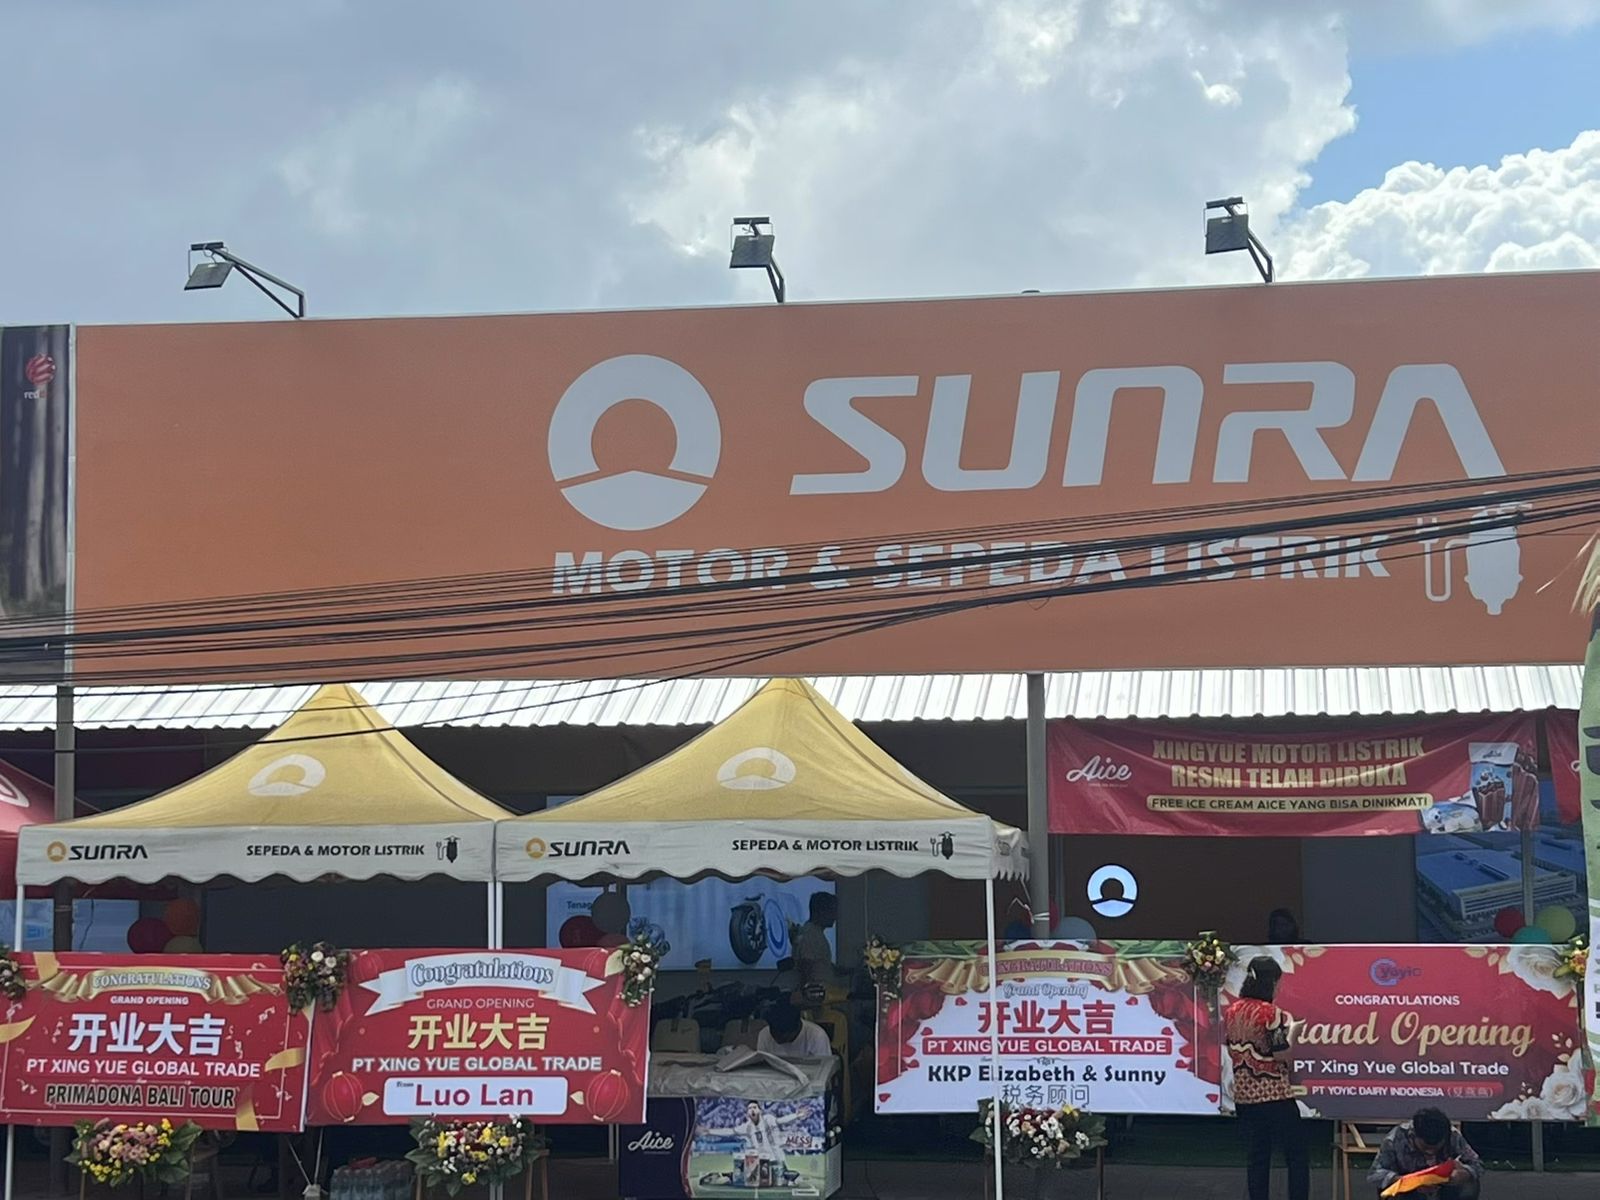 SUNRA
MOTOR & SEPEDA LISTRIK
Aice
XINGYUE MOTOR LISTRIK
RESMI TELAH DIBUKA
FREE ICE CREAM AICE YANG BISA DINIKMATI
SUNRA SEPEDA & MOTOR LISTRIK
SUNRA SEPEDA & MOTOR LISTRIK
CONGRATULATIONS
GRAND OPENING
开业大吉
PT XING YUE GLOBAL TRADE
PRIMADONA BALI TOUR
Congratulations
GRAND OPENING
开业大吉
PT XING YUE GLOBAL TRADE
Luo Lan
CONGRATULATIONS
Grand Opening
开业大吉
PT XING YUE GLOBAL TRADE
KKP Elizabeth & Sunny
税务顾问
yoyic
CONGRATULATIONS
Grand Opening
PT Xing Yue Global Trade
PT YOYIC DAIRY INDONESIA
Aice
MESSI